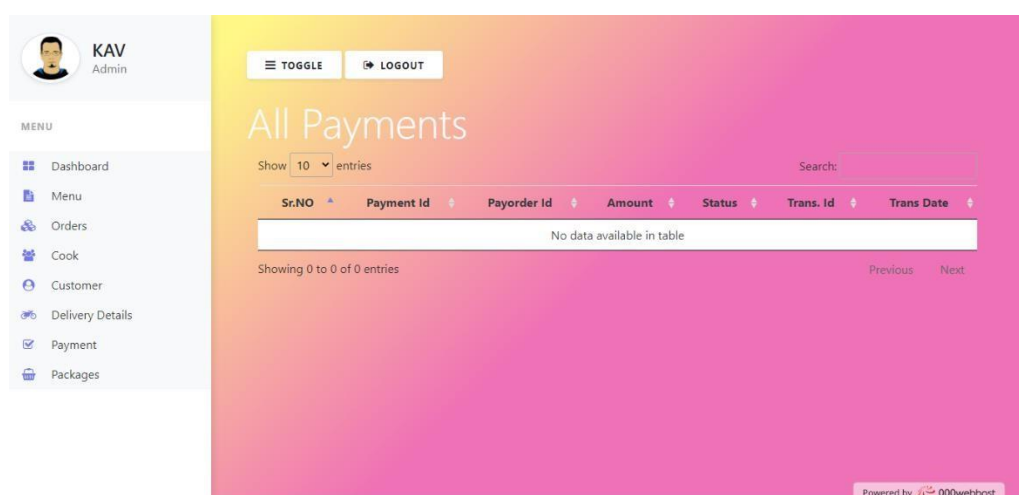 KAV
Admin
MENU
Dashboard
Menu
Orders
Cook
Customer
Delivery Details
Payment
Packages
TOGGLE LOGOUT
All Payments
Show 10 entries Search:
Sr.NO Payment Id Payorder Id Amount Status Trans. Id Trans Date
No data available in table
Showing 0 to 0 of 0 entries Previous Next
Powered by 000webhost